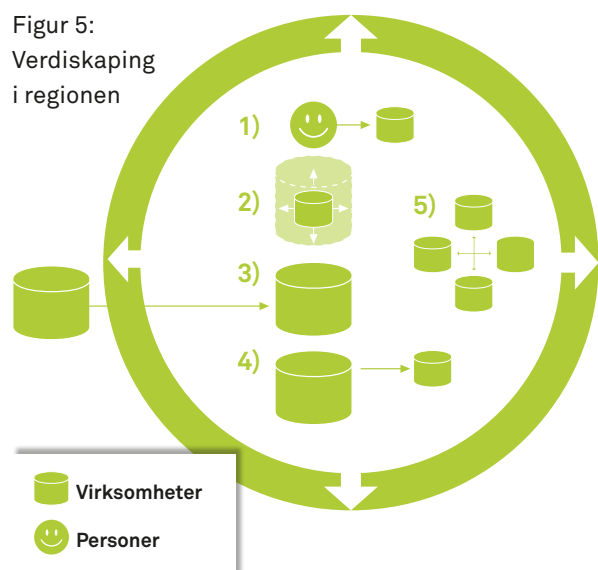 Figur 5:
Verdiskaping
i regionen
1)
2)
5)
3)
4)
Virksomheter
Personer